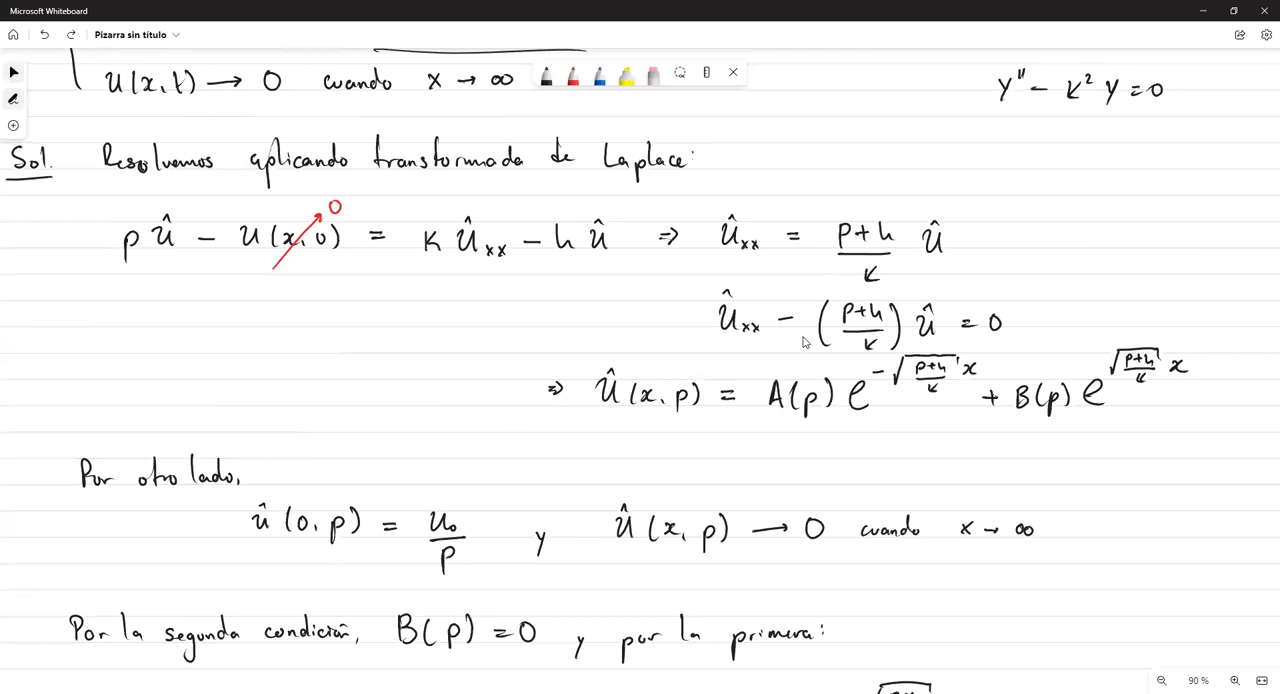 Microsoft Whiteboard
Pizarra sin título
u(x,t) → 0 cuando x → ∞
y'' - k² y = 0
Sol. Resolvemos aplicando transformada de Laplace:
p û - u(x,0) = k û_xx - h û ⇒ û_xx = (p+h)/k û
0
û_xx - ((p+h)/k) û = 0
⇒ û(x,p) = A(p) e^(-√((p+h)/k) x) + B(p) e^(√((p+h)/k) x)
Por otro lado,
û(0,p) = u₀/p y û(x,p) → 0 cuando x → ∞
Por la segunda condición, B(p) = 0 y por la primera:
90 %